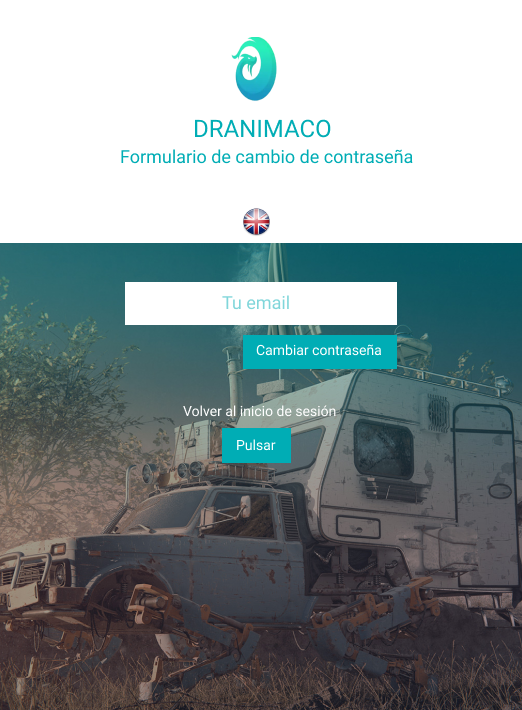 DRANIMACO
Formulario de cambio de contraseña
Tu email
Cambiar contraseña
Volver al inicio de sesión
Pulsar